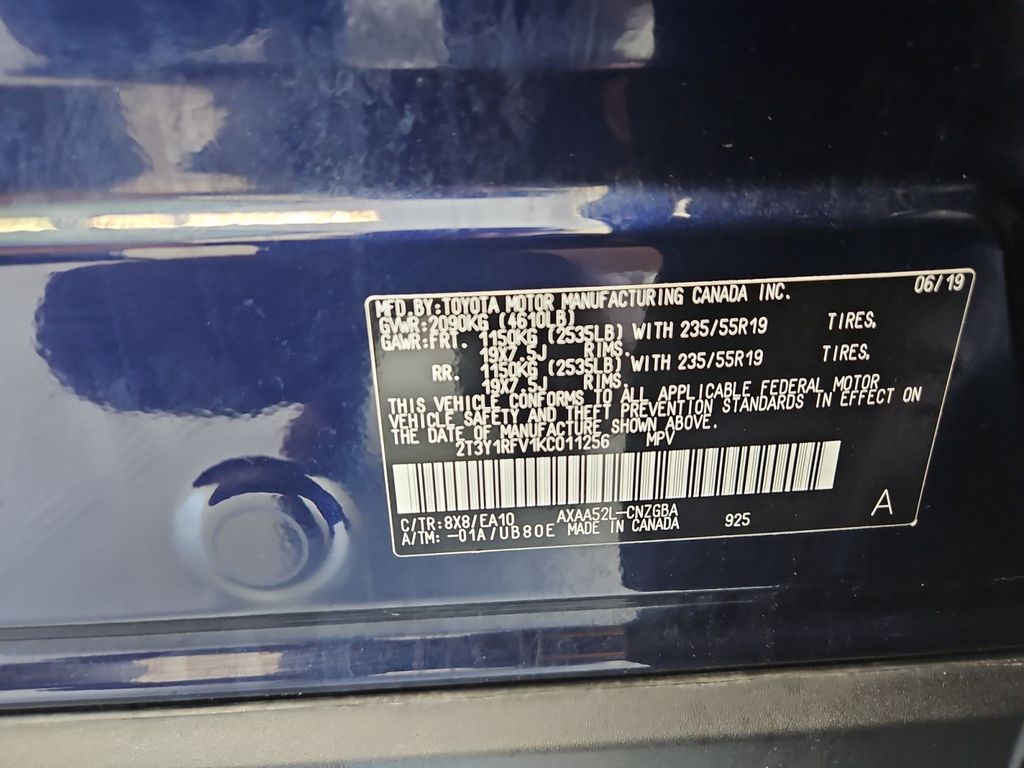 06/19
MFD. BY: TOYOTA MOTOR MANUFACTURING CANADA INC.
GVWR: 2090KG (4610LB)
GAWR: FRT. 1150KG (2535LB) WITH 235/55R19 TIRES,
19X7.5J RIMS.
RR. 1150KG (2535LB) WITH 235/55R19 TIRES,
19X7.5J RIMS.
THIS VEHICLE CONFORMS TO ALL APPLICABLE FEDERAL MOTOR
VEHICLE SAFETY AND THEFT PREVENTION STANDARDS IN EFFECT ON
THE DATE OF MANUFACTURE SHOWN ABOVE.
2T3Y1RFV1KC011256 MPV
C/TR: 8X8/EA10 AXAA52L-CNZGBA 925 A
A/TM: -01A/UB80E MADE IN CANADA